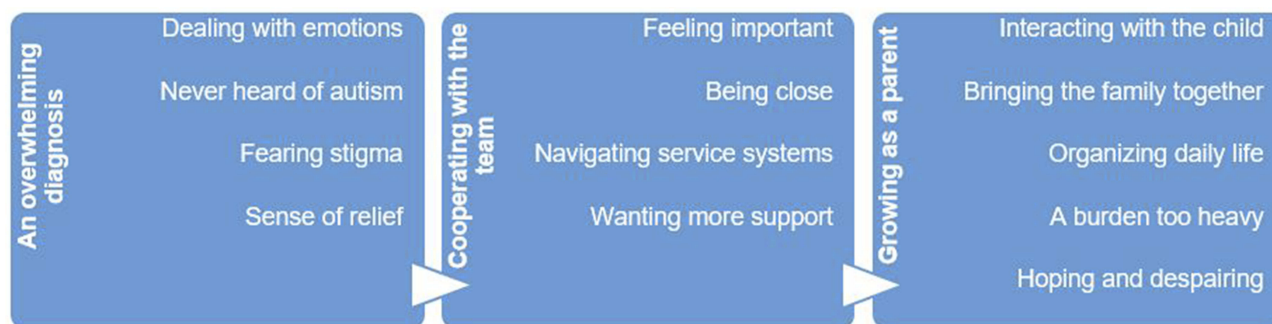 An overwhelming
diagnosis
Dealing with emotions
Never heard of autism
Fearing stigma
Sense of relief
Cooperating with the
team
Feeling important
Being close
Navigating service systems
Wanting more support
Growing as a parent
Interacting with the child
Bringing the family together
Organizing daily life
A burden too heavy
Hoping and despairing